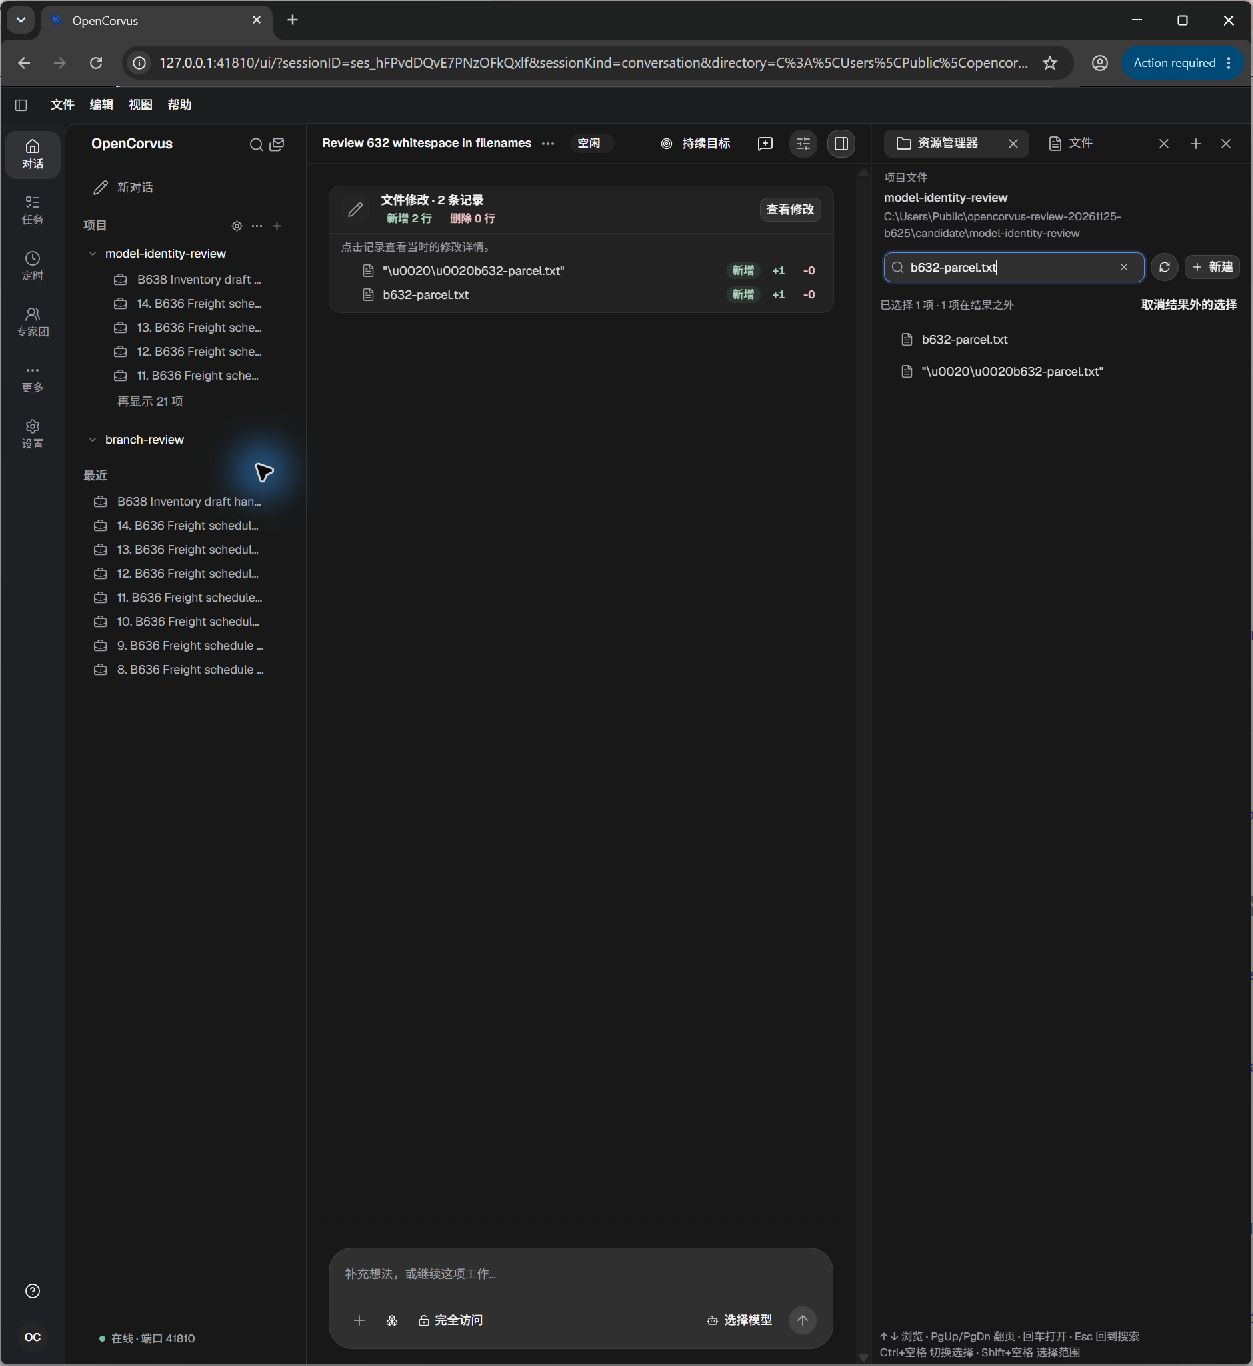 OpenCorvus
127.0.0.1:41810/ui/?sessionID=ses_hFPvdDQvE7PNzOFkQxlf&sessionKind=conversation&directory=C%3A%5CUsers%5CPublic%5Copencor...
Action required
文件 编辑 视图 帮助
对话
任务
定时
专家团
更多
设置
OC
OpenCorvus
新对话
项目
model-identity-review
B638 Inventory draft ...
14. B636 Freight sche...
13. B636 Freight sche...
12. B636 Freight sche...
11. B636 Freight sche...
再显示 21 项
branch-review
最近
B638 Inventory draft han...
14. B636 Freight schedul...
13. B636 Freight schedul...
12. B636 Freight schedul...
11. B636 Freight schedule...
10. B636 Freight schedul...
9. B636 Freight schedule ...
8. B636 Freight schedule ...
在线 · 端口 41810
Review 632 whitespace in filenames ··· 空闲 持续目标
文件修改 · 2 条记录
新增 2 行 删除 0 行
查看修改
点击记录查看当时的修改详情。
"\u0020\u0020b632-parcel.txt" 新增 +1 -0
b632-parcel.txt 新增 +1 -0
补充想法，或继续这项工作...
完全访问 选择模型
资源管理器 文件
项目文件
model-identity-review
C:\Users\Public\opencorvus-review-20261125-
b625\candidate\model-identity-review
b632-parcel.txt
新建
已选择 1 项 · 1 项在结果之外 取消结果外的选择
b632-parcel.txt
"\u0020\u0020b632-parcel.txt"
↑↓ 浏览 · PgUp/PgDn 翻页 · 回车打开 · Esc 回到搜索
Ctrl+空格 切换选择 · Shift+空格 选择范围